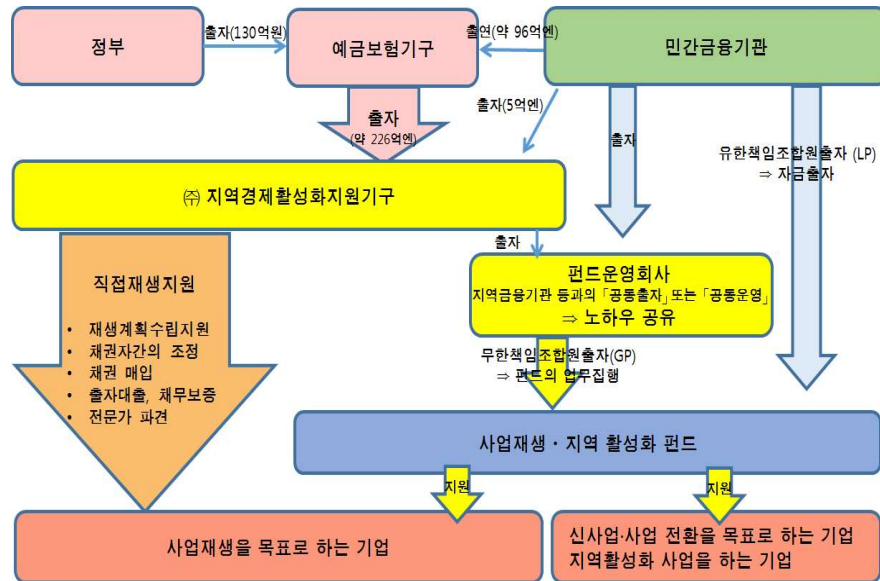 정부
출자(130억원)
예금보험기구
출연(약 96억엔)
민간금융기관
출자
(약 226억엔)
출자(5억엔)
출자
유한책임조합원출자 (LP)
⇒ 자금출자
㈜ 지역경제활성화지원기구
출자
직접재생지원
• 재생계획수립지원
• 채권자간의 조정
• 채권 매입
• 출자대출, 채무보증
• 전문가 파견
펀드운영회사
지역금융기관 등과의 「공통출자」 또는 「공통운영」
⇒ 노하우 공유
무한책임조합원출자(GP)
⇒ 펀드의 업무집행
사업재생 · 지역 활성화 펀드
지원
지원
사업재생을 목표로 하는 기업
신사업·사업 전환을 목표로 하는 기업
지역활성화 사업을 하는 기업